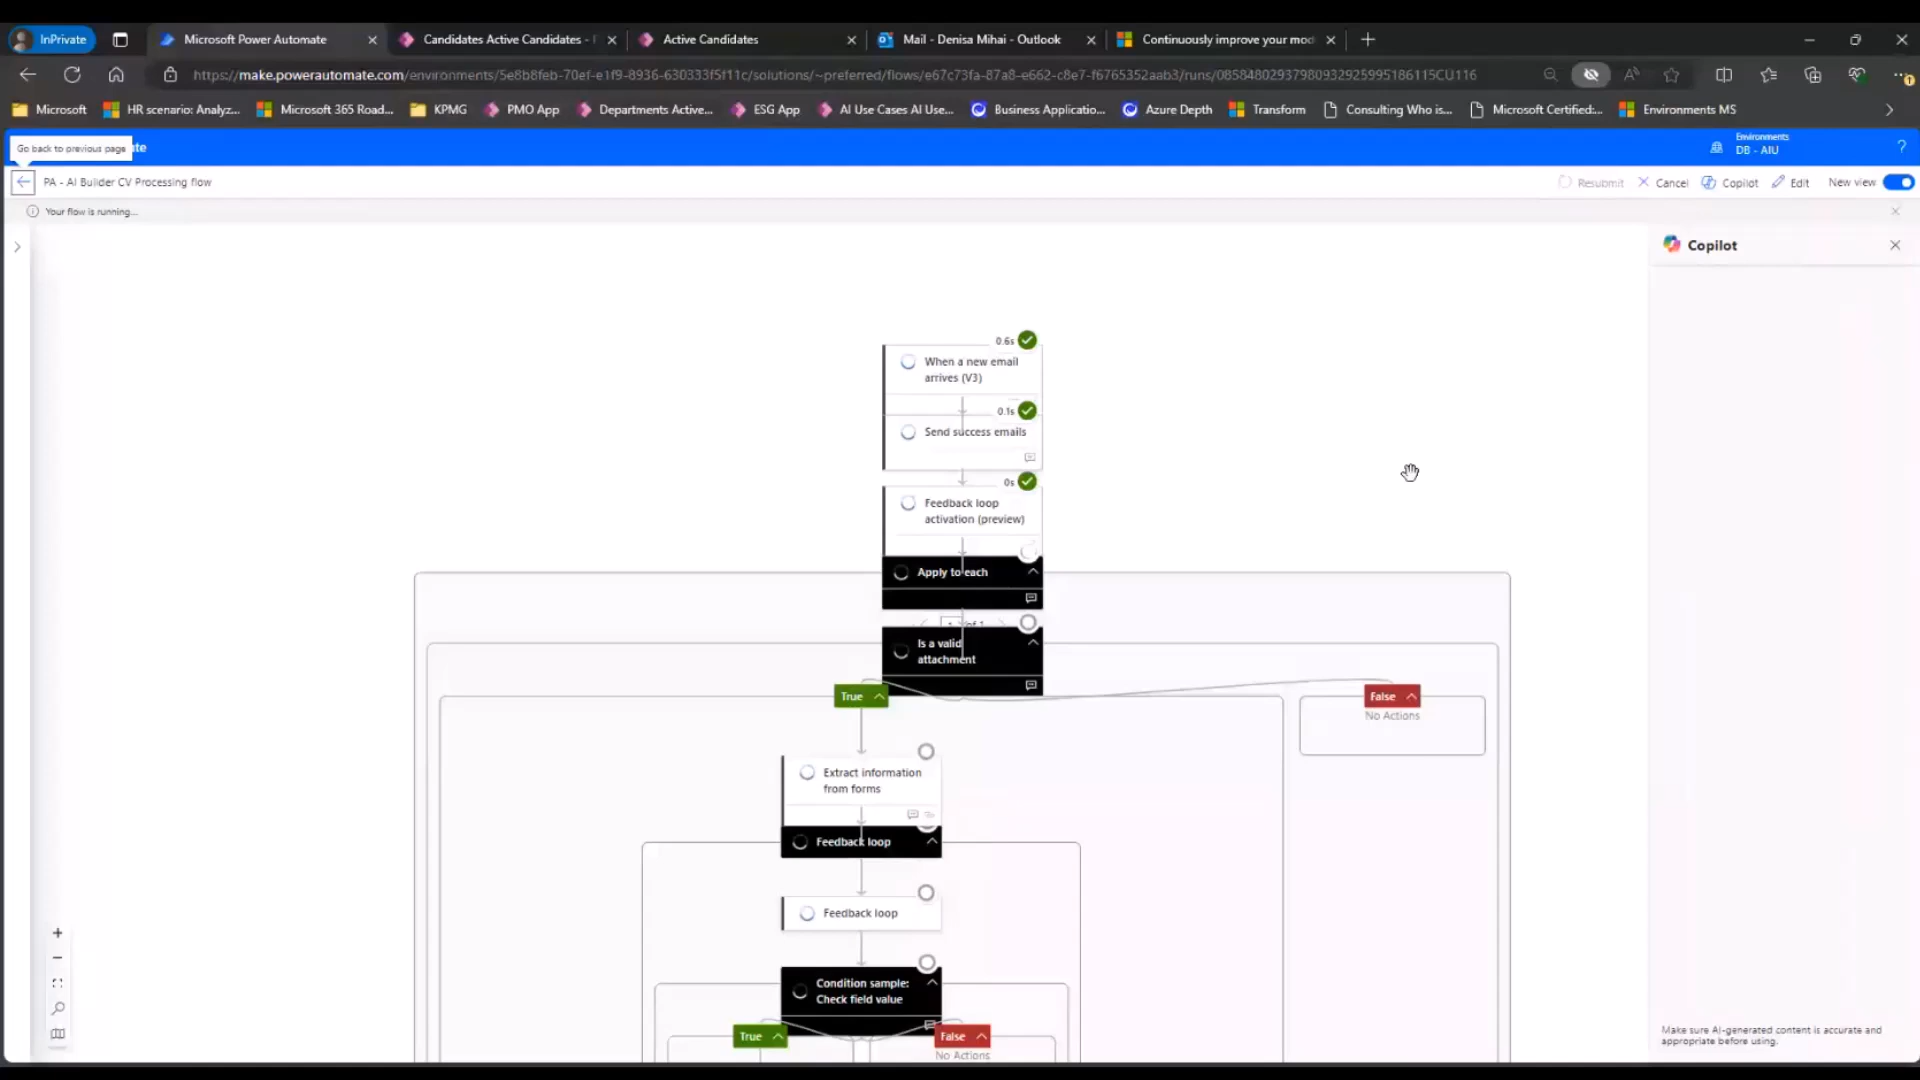 InPrivate
Microsoft Power Automate
Candidates Active Candidates -
Active Candidates
Mail - Denisa Mihai - Outlook
Continuously improve your mod
https://make.powerautomate.com/environments/5e8b8feb-70ef-e1f9-8936-630333f5f11c/solutions/~preferred/flows/e67c73fa-87a8-e662-c8e7-f6765352aab3/runs/08584802937980932925995186115CU116
Microsoft
HR scenario: Analyz...
Microsoft 365 Road...
KPMG
PMO App
Departments Active...
ESG App
AI Use Cases AI Use...
Business Applicatio...
Azure Depth
Transform
Consulting Who is...
Microsoft Certified:...
Environments MS
Go back to previous page
te
Environments
DB - AIU
?
PA - AI Builder CV Processing flow
Resubmit
Cancel
Copilot
Edit
New view
Your flow is running...
Copilot
0.6s
When a new email
arrives (V3)
0.1s
Send success emails
0s
Feedback loop
activation (preview)
Apply to each
1 of 1
Is a valid
attachment
True
False
No Actions
Extract information
from forms
Feedback loop
Feedback loop
Condition sample:
Check field value
True
False
No Actions
Make sure AI-generated content is accurate and
appropriate before using.